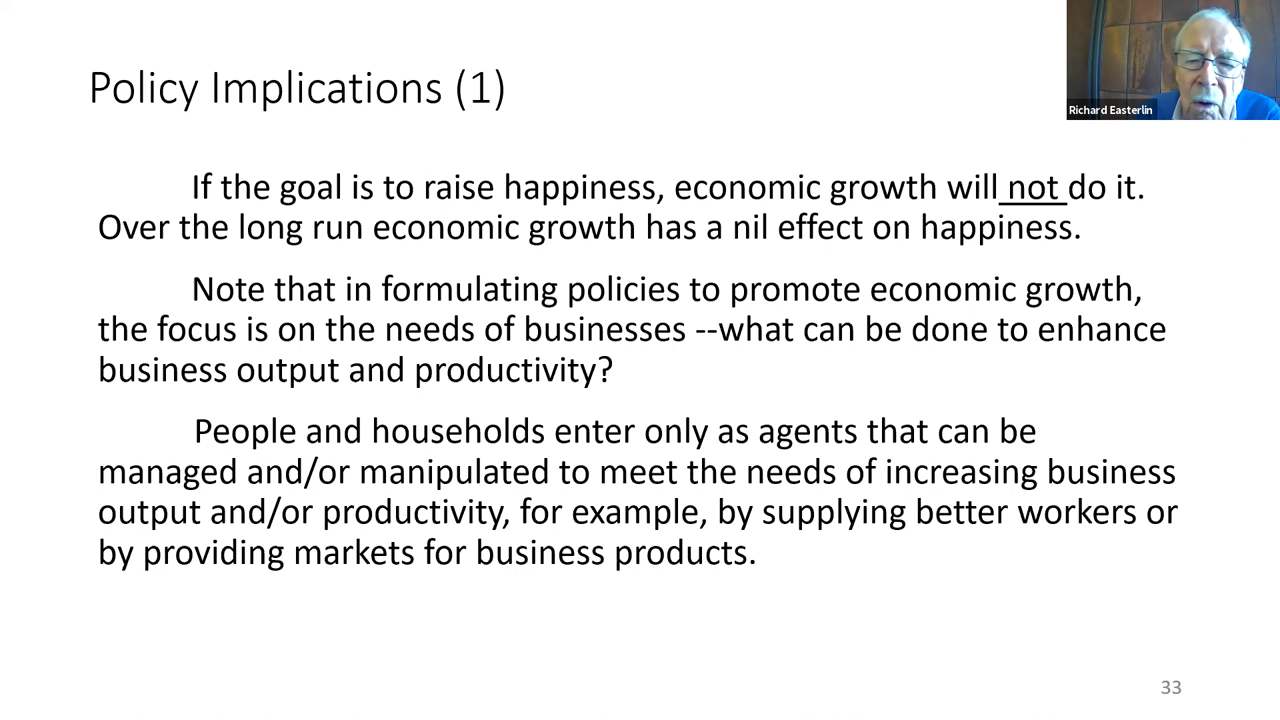 Policy Implications (1)
Richard Easterlin
If the goal is to raise happiness, economic growth will not do it.
Over the long run economic growth has a nil effect on happiness.
Note that in formulating policies to promote economic growth,
the focus is on the needs of businesses --what can be done to enhance
business output and productivity?
People and households enter only as agents that can be
managed and/or manipulated to meet the needs of increasing business
output and/or productivity, for example, by supplying better workers or
by providing markets for business products.
33